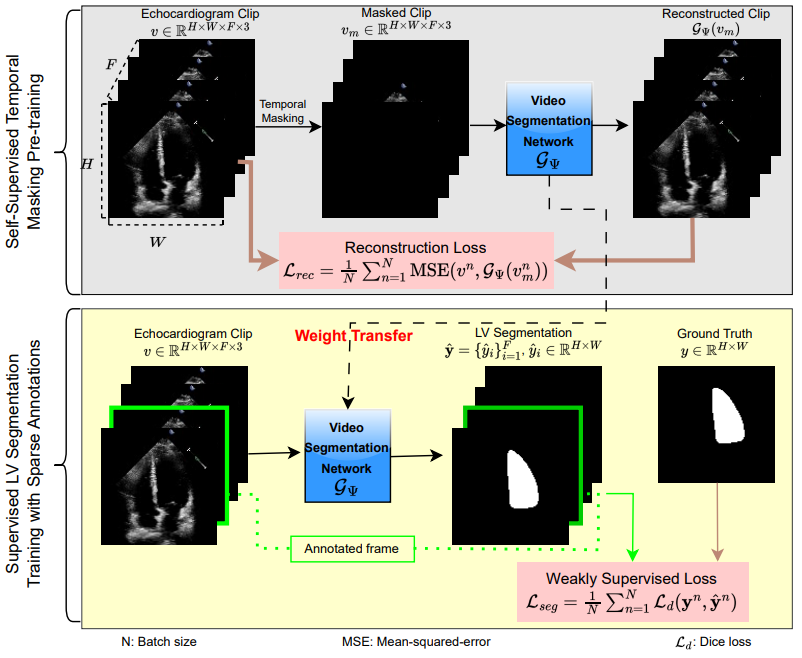 Self-Supervised Temporal
Masking Pre-training
Echocardiogram Clip
$v \in \mathbb{R}^{H \times W \times F \times 3}$
F
H
W
Temporal
Masking
Masked Clip
$v_m \in \mathbb{R}^{H \times W \times F \times 3}$
Video
Segmentation
Network
$\mathcal{G}_\Psi$
Reconstructed Clip
$\mathcal{G}_\Psi(v_m)$
Reconstruction Loss
$\mathcal{L}_{rec} = \frac{1}{N} \sum_{n=1}^{N} \mathrm{MSE}(v^n, \mathcal{G}_\Psi(v_m^n))$
Supervised LV Segmentation
Training with Sparse Annotations
Echocardiogram Clip
$v \in \mathbb{R}^{H \times W \times F \times 3}$
Weight Transfer
Video
Segmentation
Network
$\mathcal{G}_\Psi$
LV Segmentation
$\hat{\mathbf{y}} = \{\hat{y}_i\}_{i=1}^{F}, \hat{y}_i \in \mathbb{R}^{H \times W}$
Ground Truth
$y \in \mathbb{R}^{H \times W}$
Annotated frame
Weakly Supervised Loss
$\mathcal{L}_{seg} = \frac{1}{N} \sum_{n=1}^{N} \mathcal{L}_d(\mathbf{y}^n, \hat{\mathbf{y}}^n)$
N: Batch size
MSE: Mean-squared-error
$\mathcal{L}_d$: Dice loss